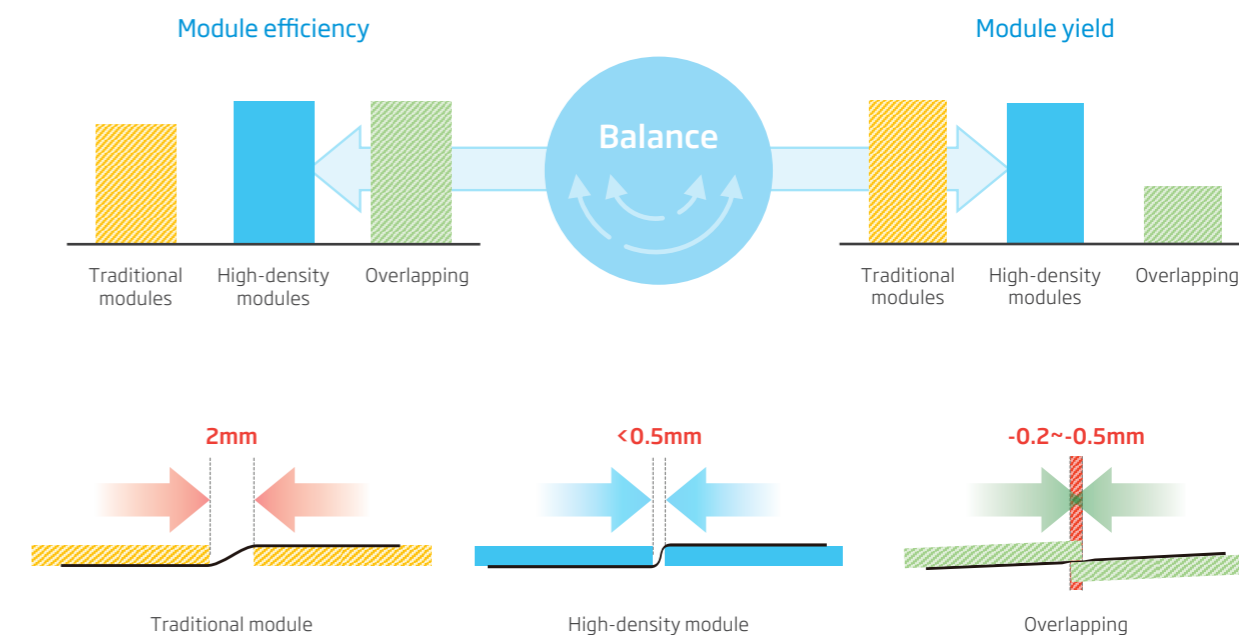 Module efficiency
Module yield
Balance
Traditional
modules
High-density
modules
Overlapping
Traditional
modules
High-density
modules
Overlapping
2mm
<0.5mm
-0.2~-0.5mm
Traditional module
High-density module
Overlapping